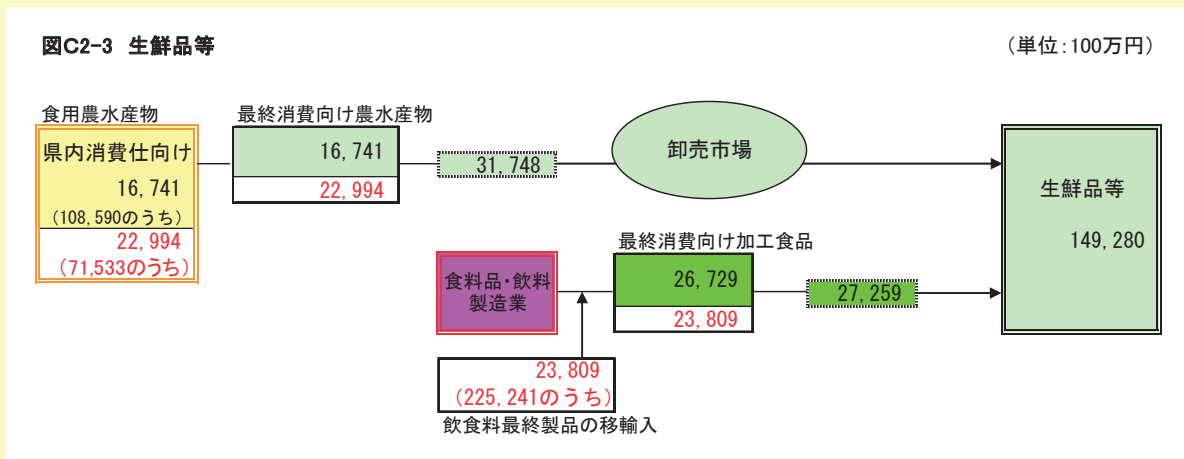 図C2-3 生鮮品等
（単位：100万円）
食用農水産物
県内消費仕向け
16,741
（108,590のうち）
22,994
（71,533のうち）
最終消費向け農水産物
16,741
22,994
31,748
卸売市場
生鮮品等
149,280
食料品・飲料
製造業
最終消費向け加工食品
26,729
23,809
27,259
23,809
（225,241のうち）
飲食料最終製品の移輸入